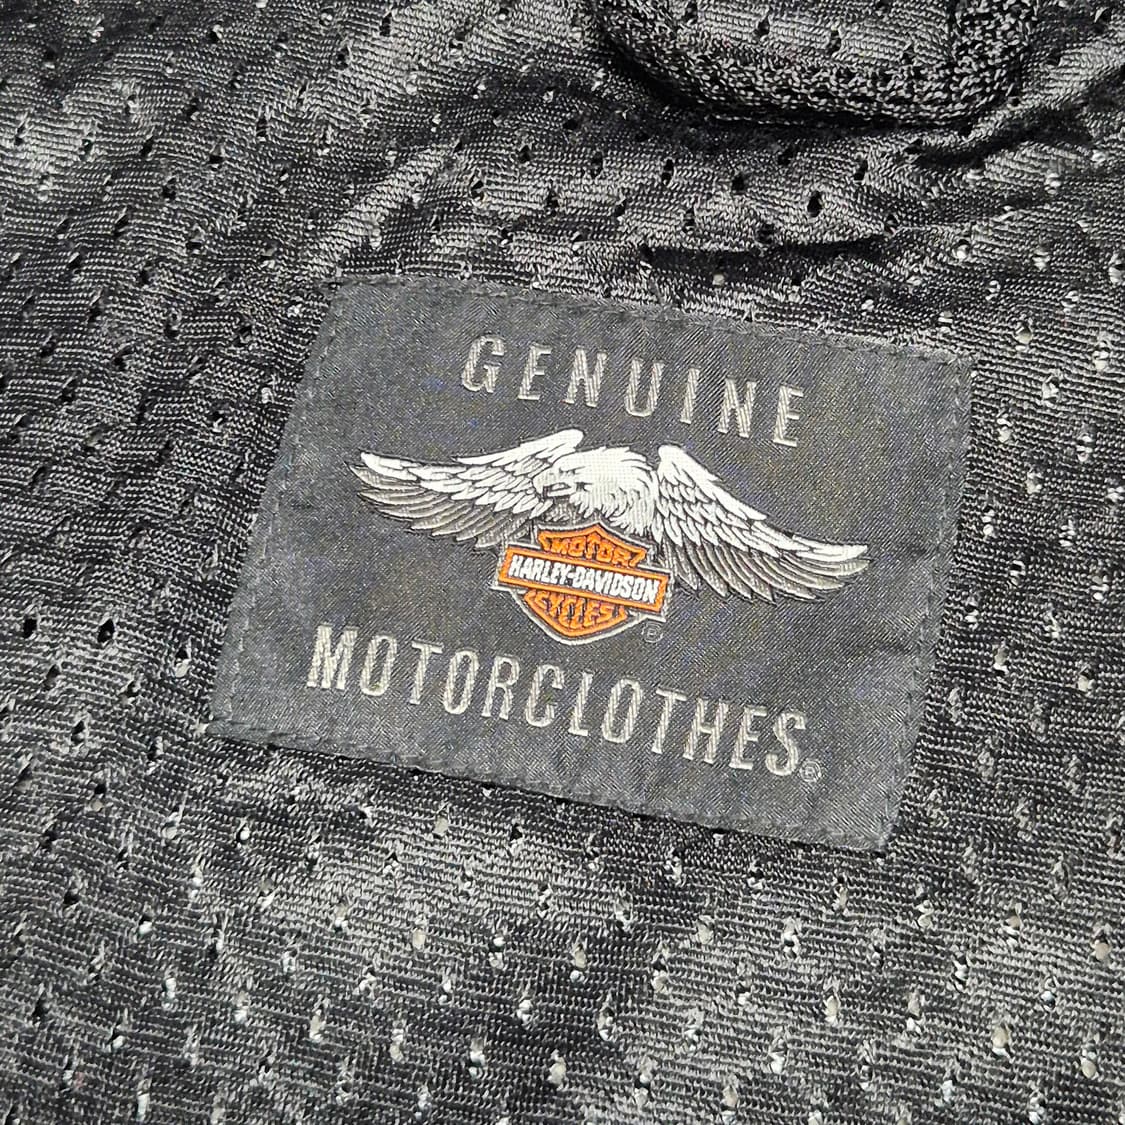 GENUINE
MOTOR
HARLEY-DAVIDSON
CYCLES
®
MOTORCLOTHES®